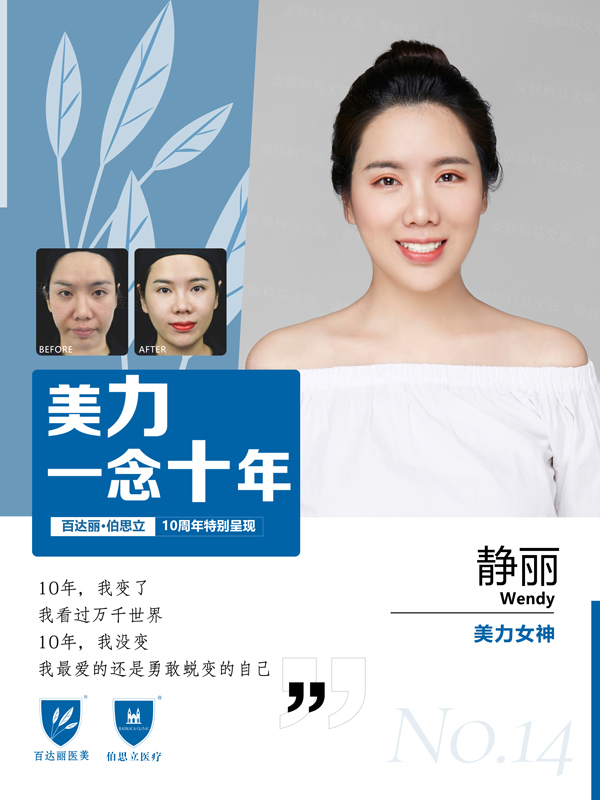 BEFORE
AFTER
美力
一念十年
百达丽·伯思立 10周年特别呈现
静丽
Wendy
美力女神
10年，我变了
我看过万千世界
10年，我没变
我最爱的还是勇敢蜕变的自己
”
百达丽医美
伯思立医疗
No.14